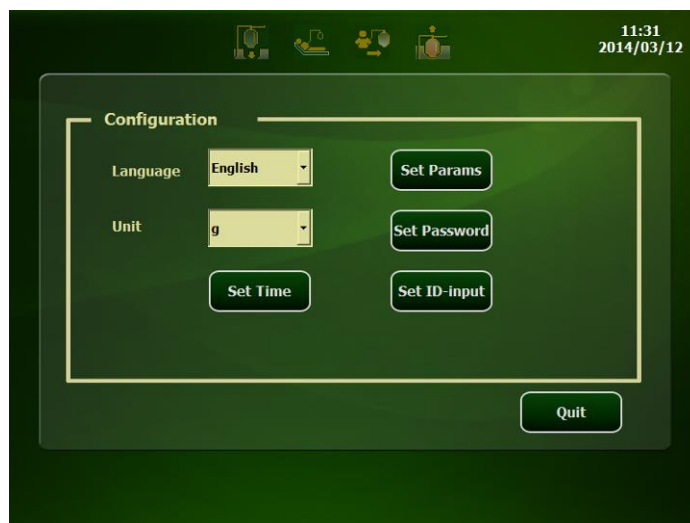 11:31
2014/03/12
Configuration
Language English Set Params
Unit g Set Password
Set Time Set ID-input
Quit